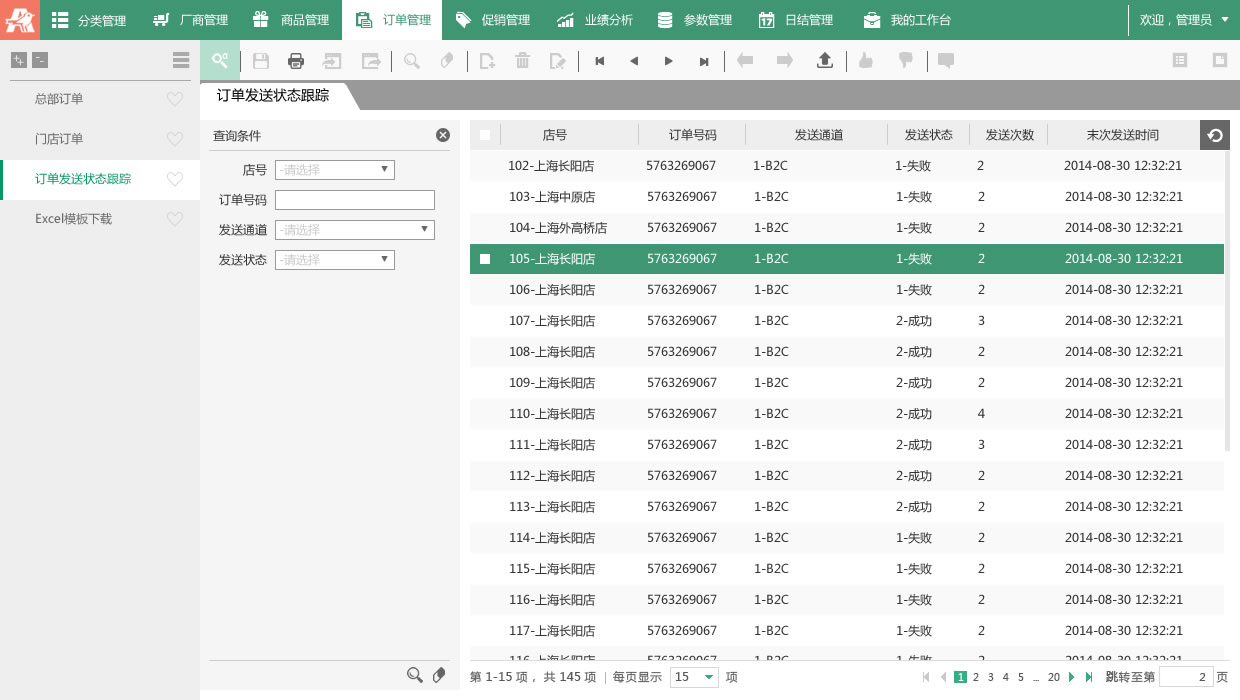 分类管理 厂商管理 商品管理 订单管理 促销管理 业绩分析 参数管理 17 日结管理 我的工作台 欢迎，管理员
总部订单
门店订单
订单发送状态跟踪
Excel模板下载
订单发送状态跟踪
查询条件
店号 -请选择
订单号码
发送通道 -请选择
发送状态 -请选择
店号 订单号码 发送通道 发送状态 发送次数 末次发送时间
102-上海长阳店 5763269067 1-B2C 1-失败 2 2014-08-30 12:32:21
103-上海中原店 5763269067 1-B2C 1-失败 2 2014-08-30 12:32:21
104-上海外高桥店 5763269067 1-B2C 1-失败 2 2014-08-30 12:32:21
105-上海长阳店 5763269067 1-B2C 1-失败 2 2014-08-30 12:32:21
106-上海长阳店 5763269067 1-B2C 1-失败 2 2014-08-30 12:32:21
107-上海长阳店 5763269067 1-B2C 2-成功 3 2014-08-30 12:32:21
108-上海长阳店 5763269067 1-B2C 2-成功 2 2014-08-30 12:32:21
109-上海长阳店 5763269067 1-B2C 2-成功 2 2014-08-30 12:32:21
110-上海长阳店 5763269067 1-B2C 2-成功 4 2014-08-30 12:32:21
111-上海长阳店 5763269067 1-B2C 2-成功 3 2014-08-30 12:32:21
112-上海长阳店 5763269067 1-B2C 2-成功 2 2014-08-30 12:32:21
113-上海长阳店 5763269067 1-B2C 2-成功 2 2014-08-30 12:32:21
114-上海长阳店 5763269067 1-B2C 1-失败 2 2014-08-30 12:32:21
115-上海长阳店 5763269067 1-B2C 1-失败 2 2014-08-30 12:32:21
116-上海长阳店 5763269067 1-B2C 1-失败 2 2014-08-30 12:32:21
117-上海长阳店 5763269067 1-B2C 1-失败 2 2014-08-30 12:32:21
第 1-15 项，共 145 项 | 每页显示 15 项 1 2 3 4 5 ... 20 跳转至第 2 页